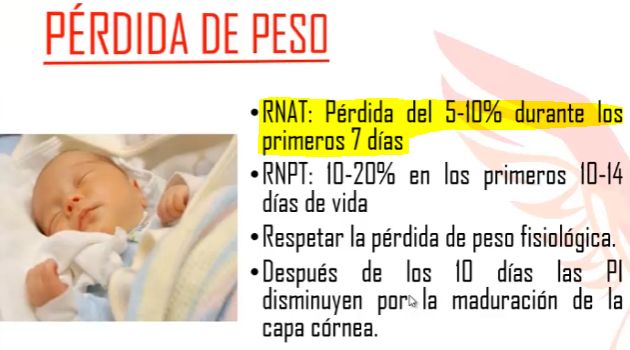 PÉRDIDA DE PESO
• RNAT: Pérdida del 5-10% durante los
primeros 7 días
• RNPT: 10-20% en los primeros 10-14
días de vida
• Respetar la pérdida de peso fisiológica.
• Después de los 10 días las PI
disminuyen por la maduración de la
capa córnea.